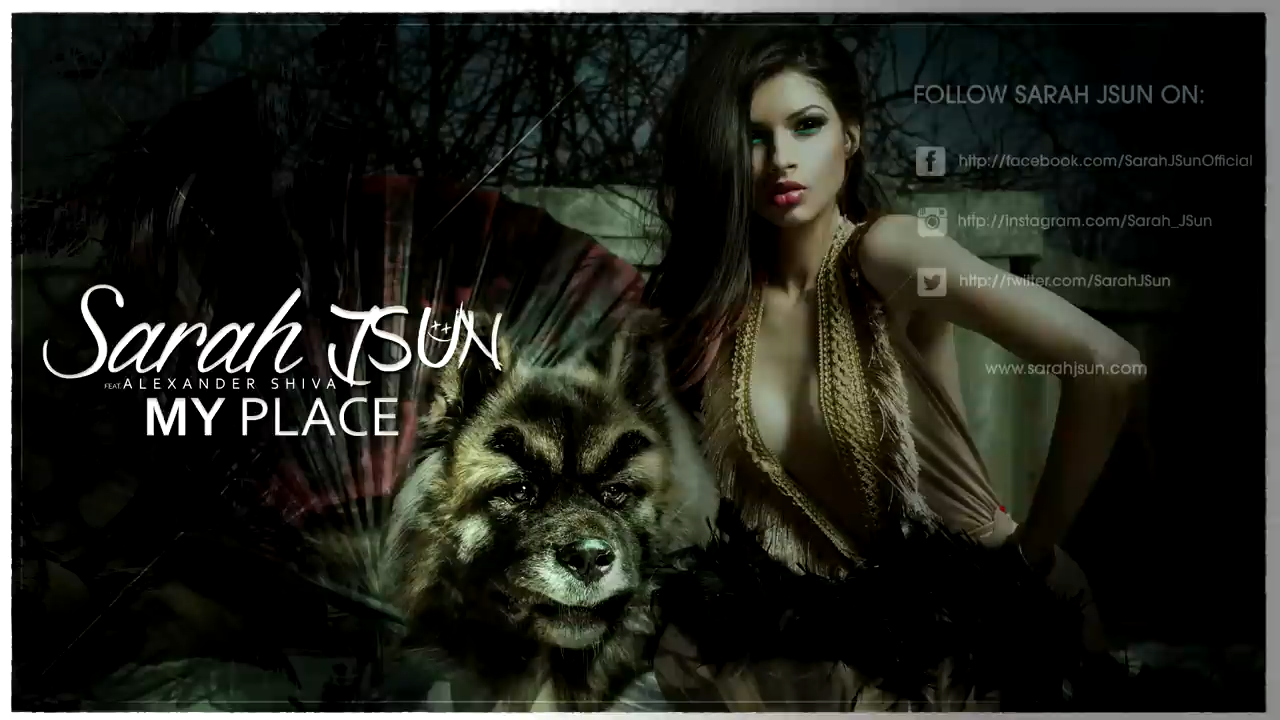 Sarah JSUN
FEAT. ALEXANDER SHIVA
MY PLACE
FOLLOW SARAH JSUN ON:
http://facebook.com/SarahJSunOfficial
http://instagram.com/Sarah_JSun
http://twitter.com/SarahJSun
www.sarahjsun.com